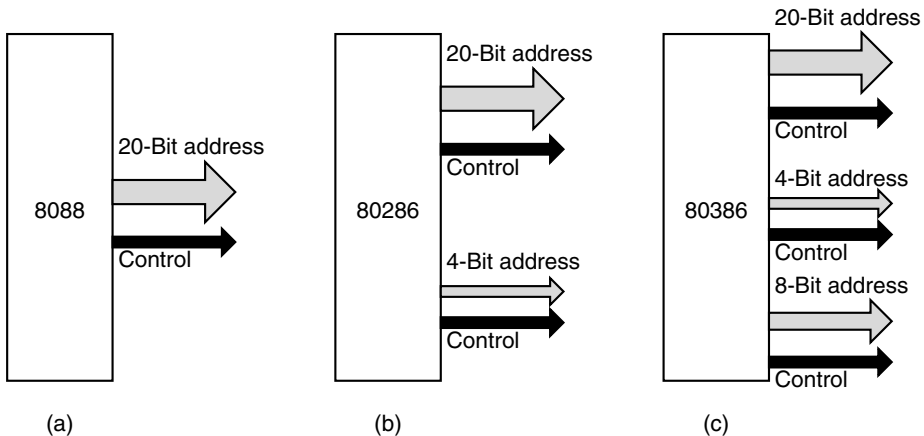 8088
20-Bit address
Control
(a)
80286
20-Bit address
Control
4-Bit address
Control
(b)
80386
20-Bit address
Control
4-Bit address
Control
8-Bit address
Control
(c)